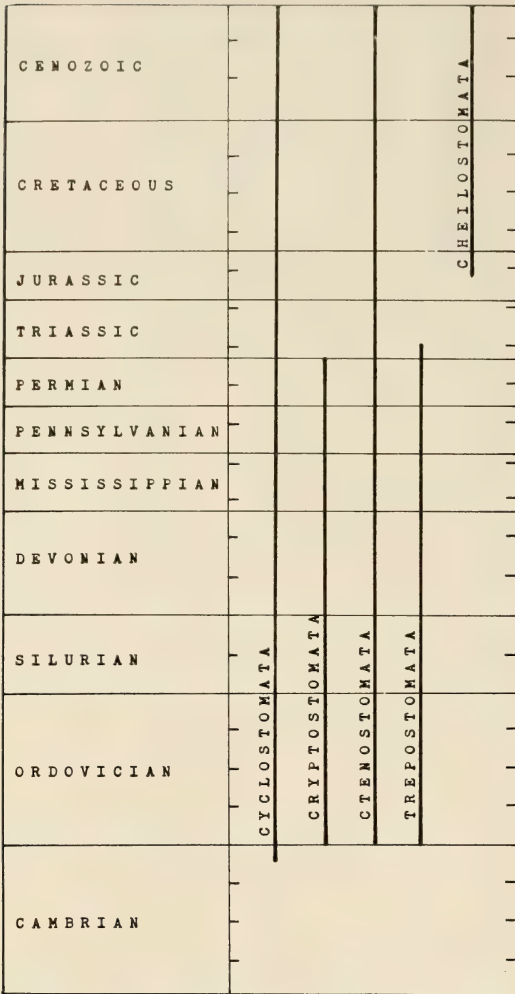 CENOZOIC
CRETACEOUS
JURASSIC
TRIASSIC
PERMIAN
PENNSYLVANIAN
MISSISSIPPIAN
DEVONIAN
SILURIAN
ORDOVICIAN
CAMBRIAN
CYCLOSTOMATA
CRYPTOSTOMATA
CTENOSTOMATA
TREPOSTOMATA
CHEILOSTOMATA